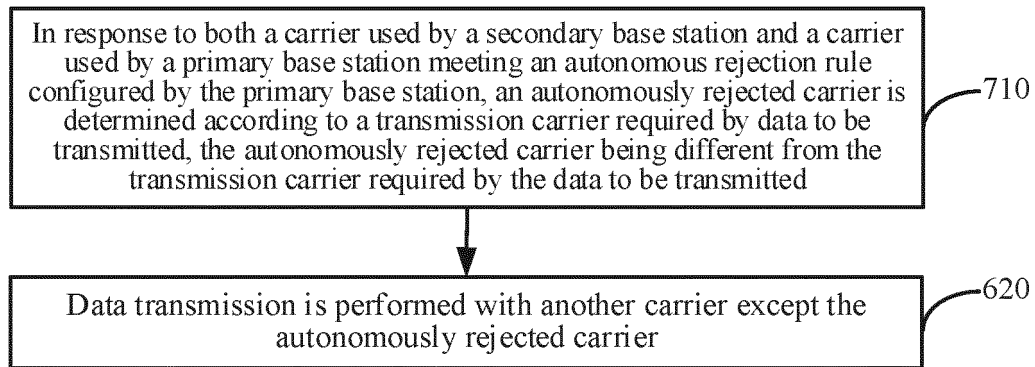 In response to both a carrier used by a secondary base station and a carrier
used by a primary base station meeting an autonomous rejection rule
configured by the primary base station, an autonomously rejected carrier is
determined according to a transmission carrier required by data to be
transmitted, the autonomously rejected carrier being different from the
transmission carrier required by the data to be transmitted
710
Data transmission is performed with another carrier except the
autonomously rejected carrier
620